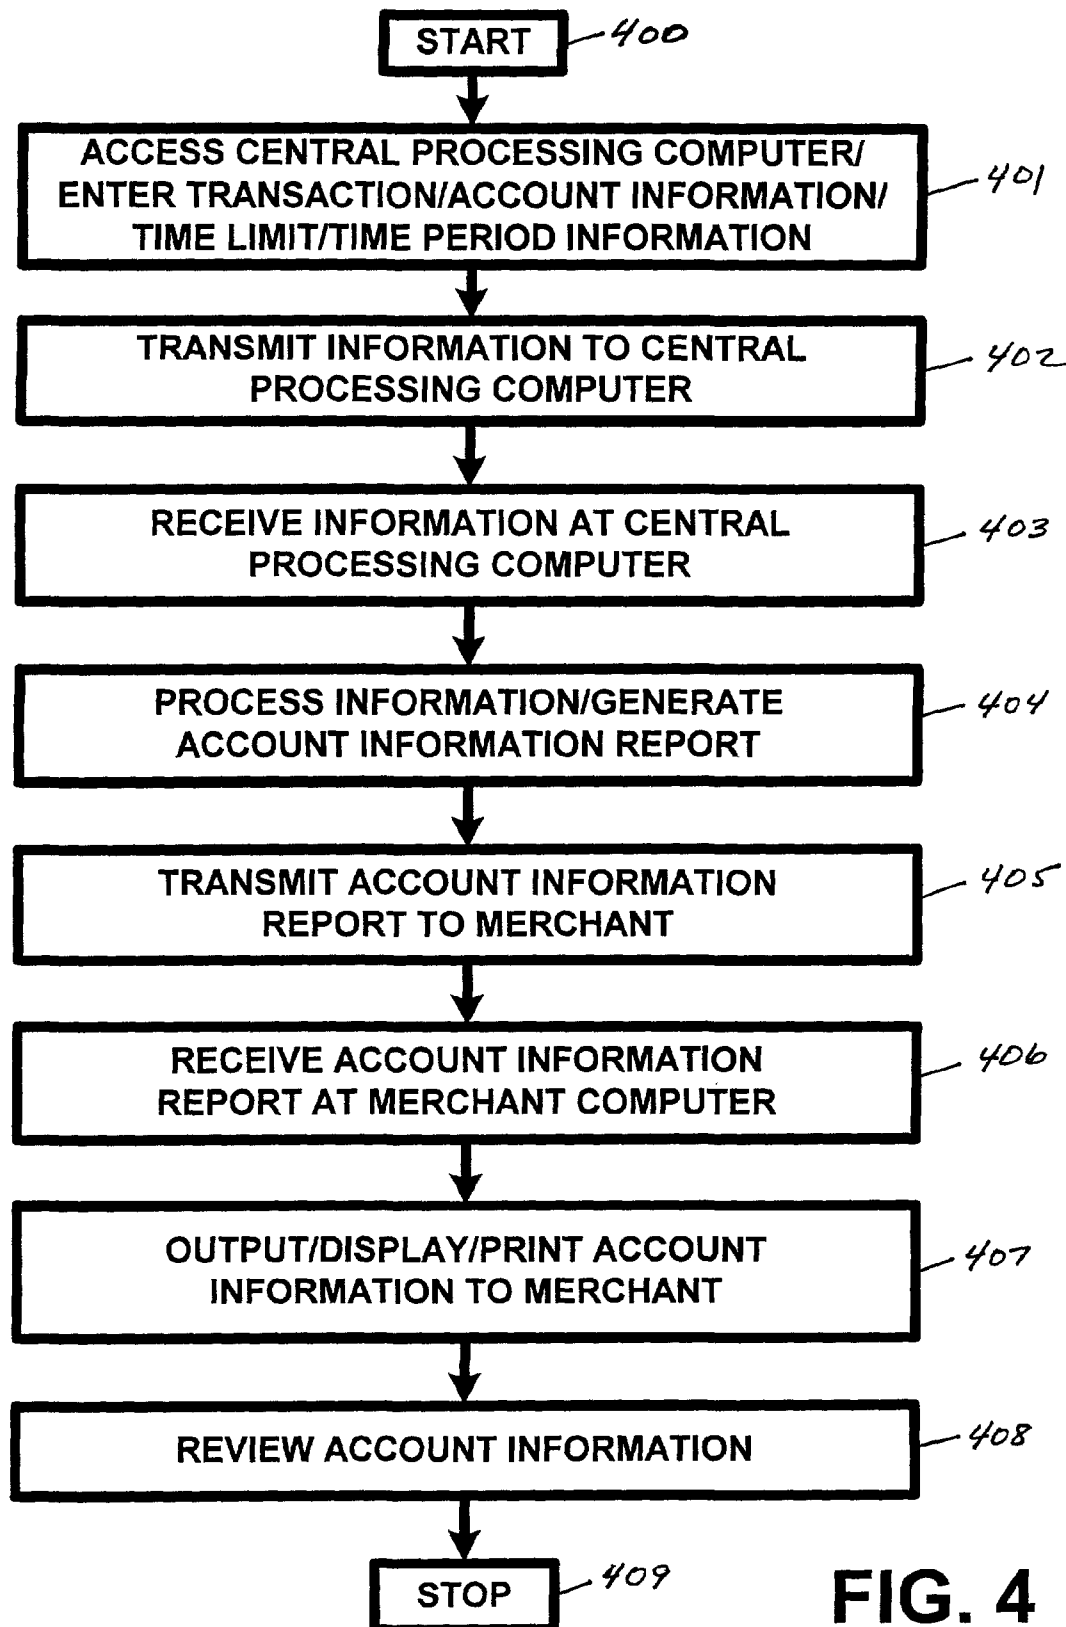 START
400
ACCESS CENTRAL PROCESSING COMPUTER/
ENTER TRANSACTION/ACCOUNT INFORMATION/
TIME LIMIT/TIME PERIOD INFORMATION
401
TRANSMIT INFORMATION TO CENTRAL
PROCESSING COMPUTER
402
RECEIVE INFORMATION AT CENTRAL
PROCESSING COMPUTER
403
PROCESS INFORMATION/GENERATE
ACCOUNT INFORMATION REPORT
404
TRANSMIT ACCOUNT INFORMATION
REPORT TO MERCHANT
405
RECEIVE ACCOUNT INFORMATION
REPORT AT MERCHANT COMPUTER
406
OUTPUT/DISPLAY/PRINT ACCOUNT
INFORMATION TO MERCHANT
407
REVIEW ACCOUNT INFORMATION
408
STOP
409
FIG. 4